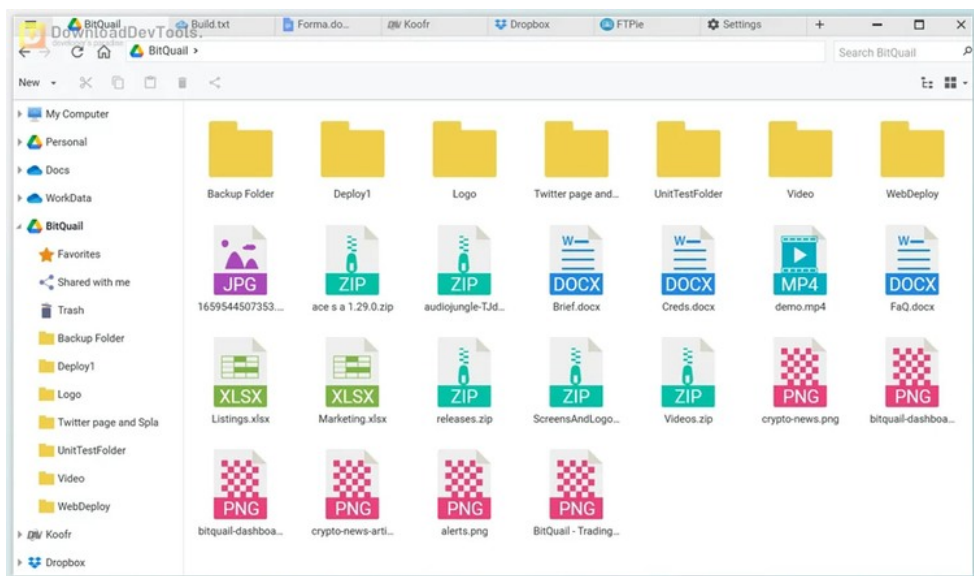 BitQuail
Build.txt
Forma.do...
Koofr
Dropbox
FTPie
Settings
DownloadDevTools.
developer's paradise
BitQuail >
Search BitQuail
New
My Computer
Personal
Docs
WorkData
BitQuail
Favorites
Shared with me
Trash
Backup Folder
Deploy1
Logo
Twitter page and Spla
UnitTestFolder
Video
WebDeploy
Koofr
Dropbox
Backup Folder
Deploy1
Logo
Twitter page and...
UnitTestFolder
Video
WebDeploy
JPG
ZIP
ZIP
W
DOCX
W
DOCX
MP4
W
DOCX
1659544507353....
ace s a 1.29.0.zip
audiojungle-TJd...
Brief.docx
Creds.docx
demo.mp4
FaQ.docx
XLSX
XLSX
ZIP
ZIP
ZIP
PNG
PNG
Listings.xlsx
Marketing.xlsx
releases.zip
ScreensAndLogo...
Videos.zip
crypto-news.png
bitquail-dashboa...
PNG
PNG
PNG
PNG
bitquail-dashboa...
crypto-news-arti...
alerts.png
BitQuail - Trading...